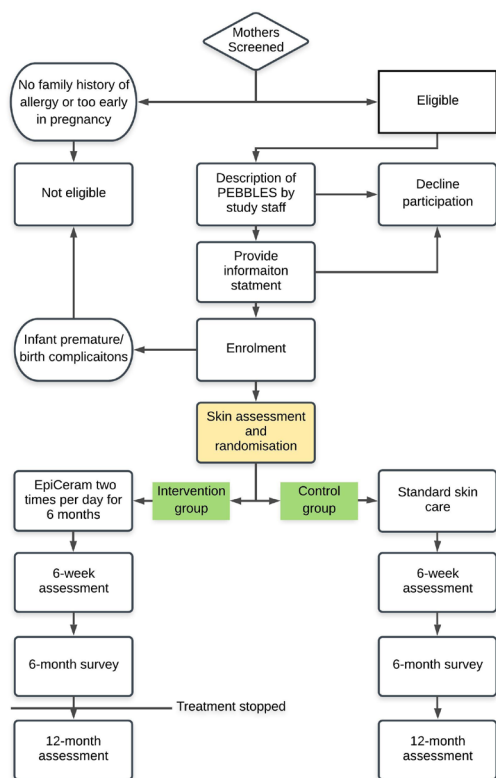 Mothers
Screened
No family history of
allergy or too early
in pregnancy
Eligible
Not eligible
Description of
PEBBLES by
study staff
Decline
participation
Provide
informaiton
statment
Infant premature/
birth complicaitons
Enrolment
Skin assessment
and
randomisation
EpiCeram two
times per day for
6 months
Intervention
group
Control
group
Standard skin
care
6-week
assessment
6-week
assessment
6-month survey
6-month survey
Treatment stopped
12-month
assessment
12-month
assessment